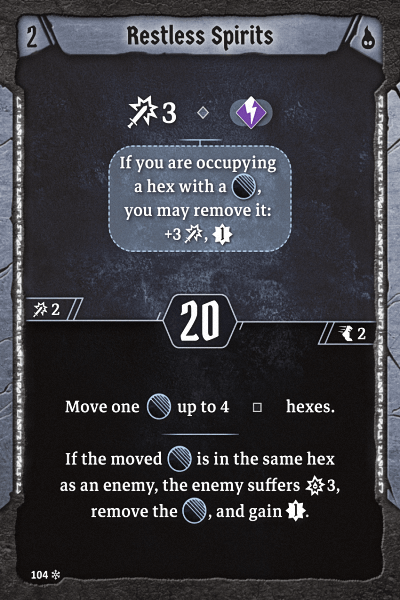 2
Restless Spirits
3
If you are occupying
a hex with a ,
you may remove it:
+3 , 1
2
20
2
Move one up to 4 hexes.
If the moved is in the same hex
as an enemy, the enemy suffers 3,
remove the , and gain 1.
104